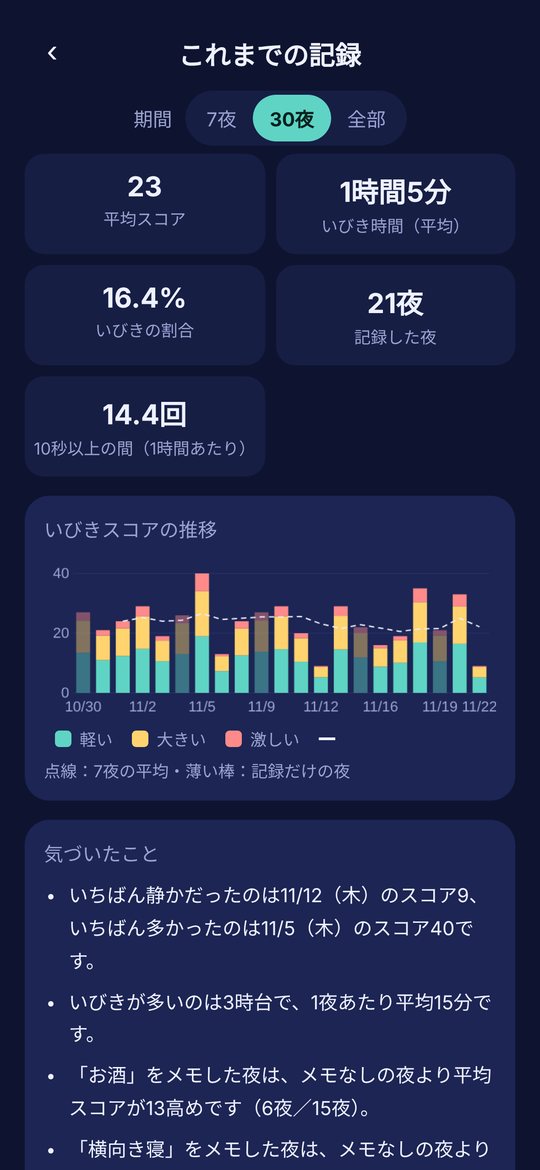 これまでの記録
期間 7夜 30夜 全部
23
平均スコア
1時間5分
いびき時間（平均）
16.4%
いびきの割合
21夜
記録した夜
14.4回
10秒以上の間（1時間あたり）
いびきスコアの推移
40
20
0
10/30 11/2 11/5 11/9 11/12 11/16 11/19 11/22
軽い 大きい 激しい
点線：7夜の平均・薄い棒：記録だけの夜
気づいたこと
• いちばん静かだったのは11/12（木）のスコア9、
いちばん多かったのは11/5（木）のスコア40で
す。
• いびきが多いのは3時台で、1夜あたり平均15分で
す。
• 「お酒」をメモした夜は、メモなしの夜より平均
スコアが13高めです（6夜／15夜）。
• 「横向き寝」をメモした夜は、メモなしの夜より